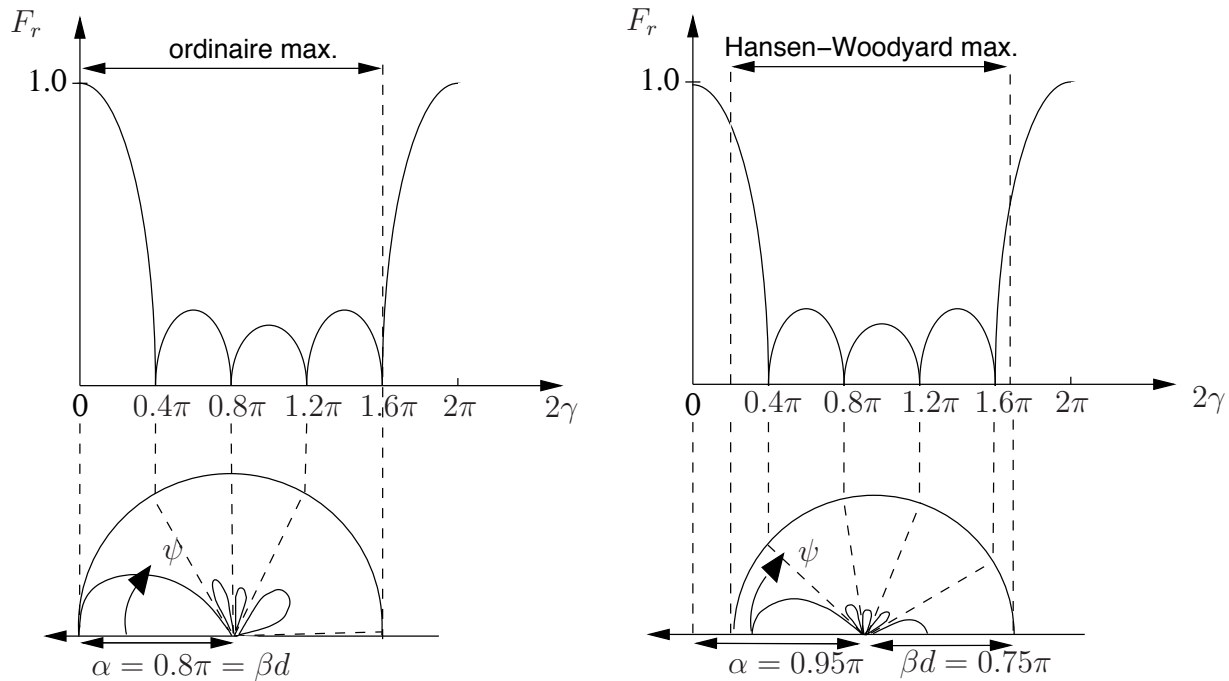 F_r
ordinaire max.
1.0
0 0.4π 0.8π 1.2π 1.6π 2π 2γ
ψ
α = 0.8π = βd
F_r
Hansen−Woodyard max.
1.0
0 0.4π 0.8π 1.2π 1.6π 2π 2γ
ψ
α = 0.95π βd = 0.75π